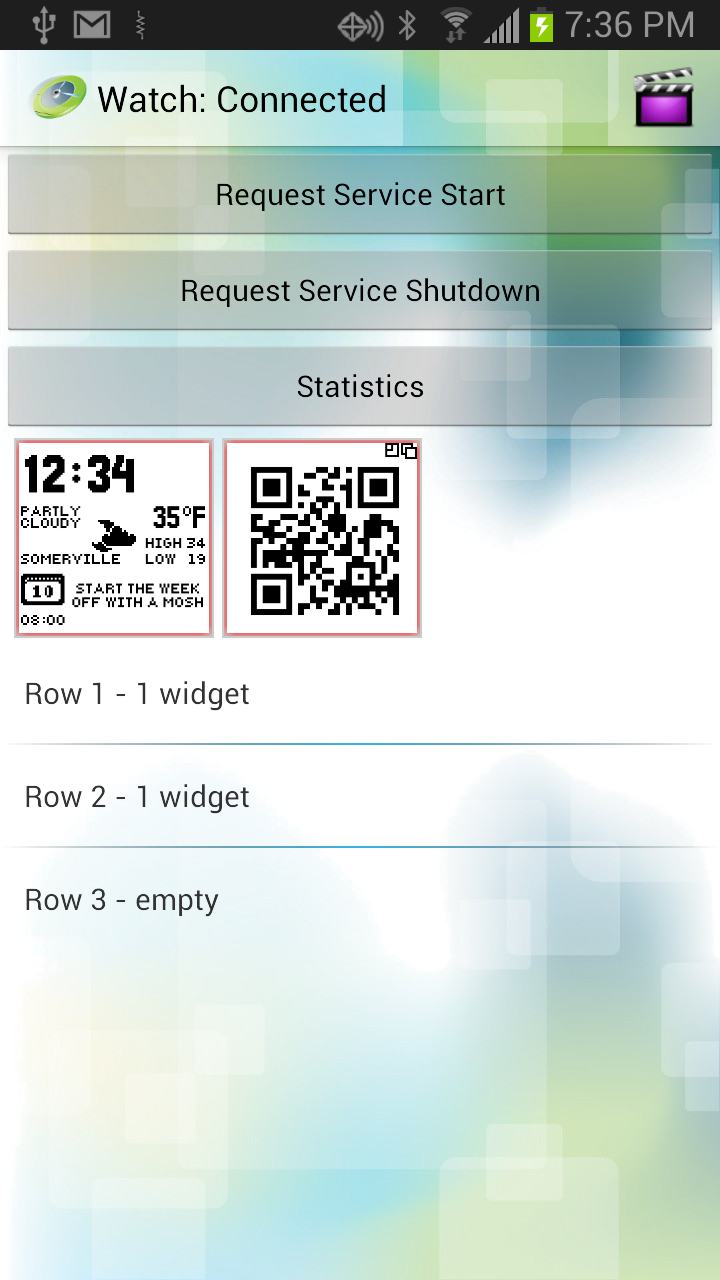 7:36 PM
Watch: Connected
Request Service Start
Request Service Shutdown
Statistics
12:34
PARTLY
CLOUDY
35°F
HIGH 34
SOMERVILLE LOW 19
10
START THE WEEK
OFF WITH A MOSH
08:00
Row 1 - 1 widget
Row 2 - 1 widget
Row 3 - empty